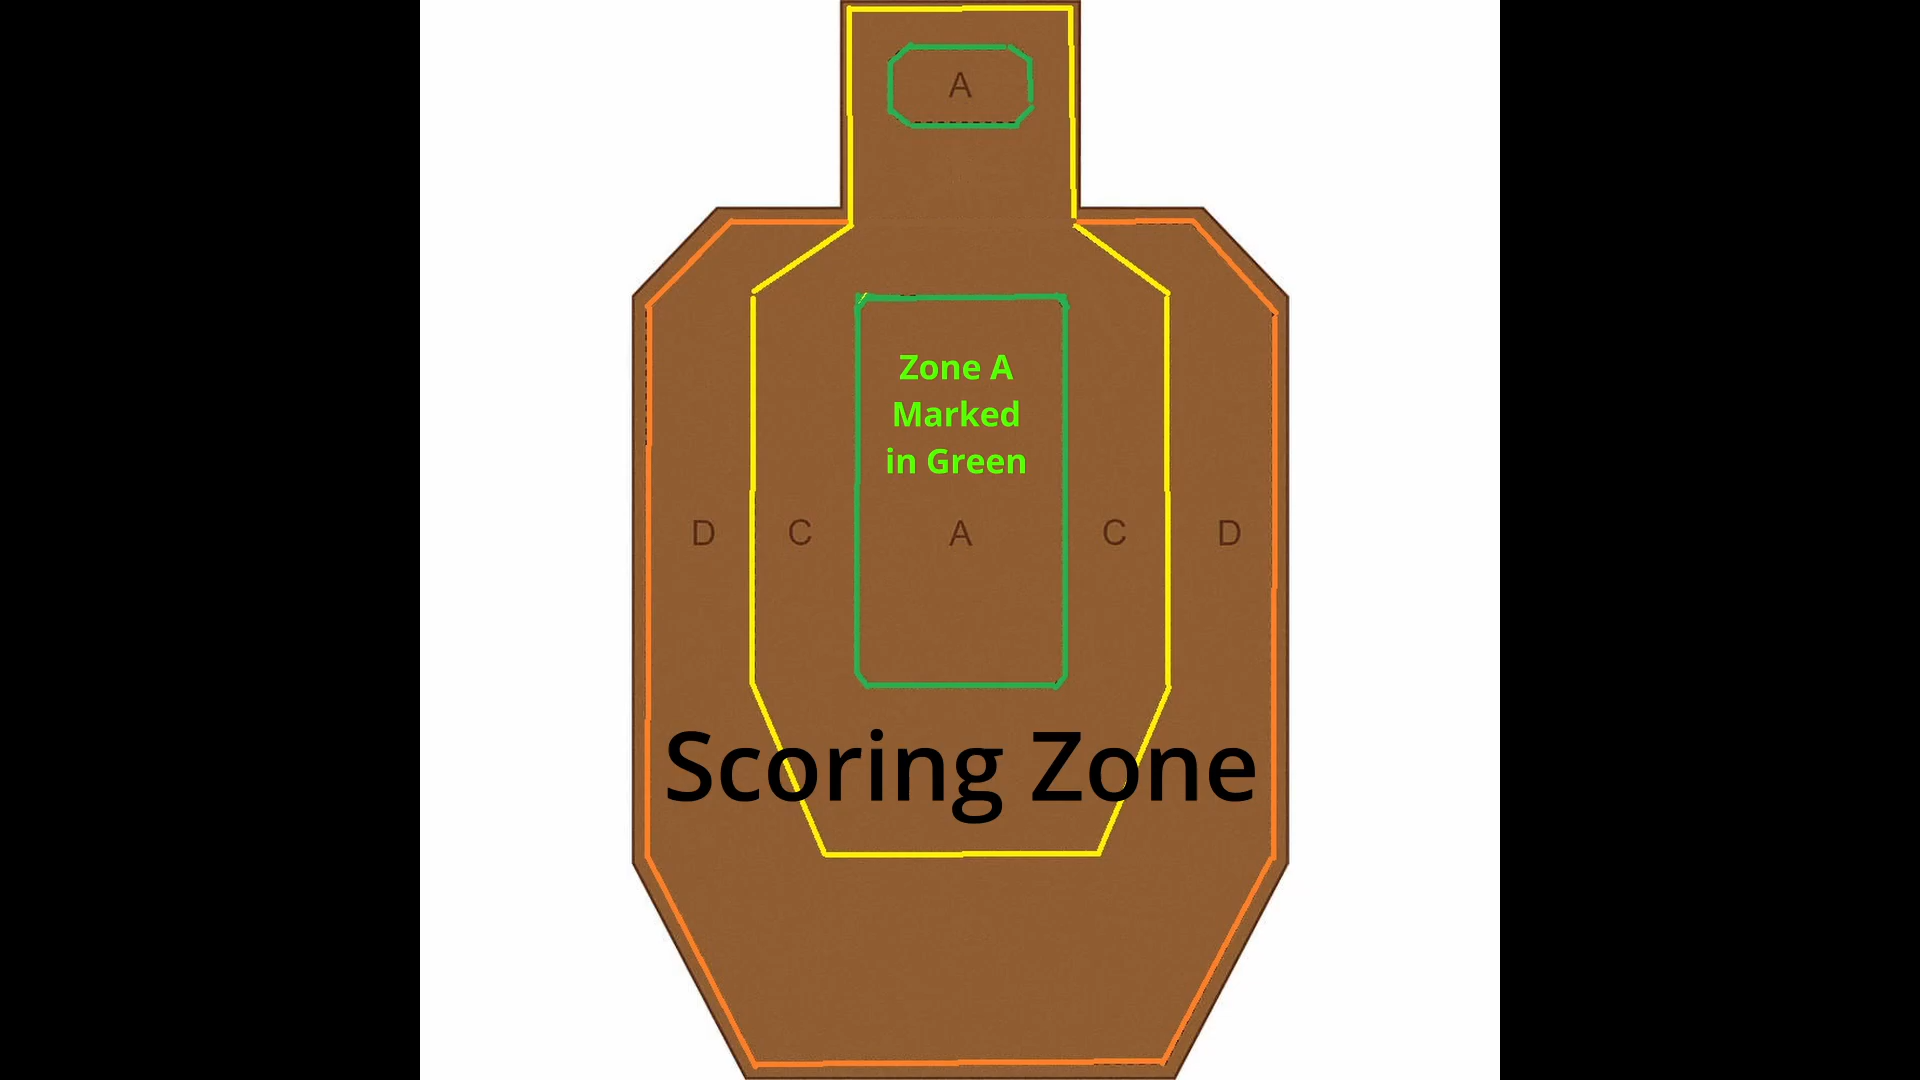 A
Zone A
Marked
in Green
D C A C D
Scoring Zone